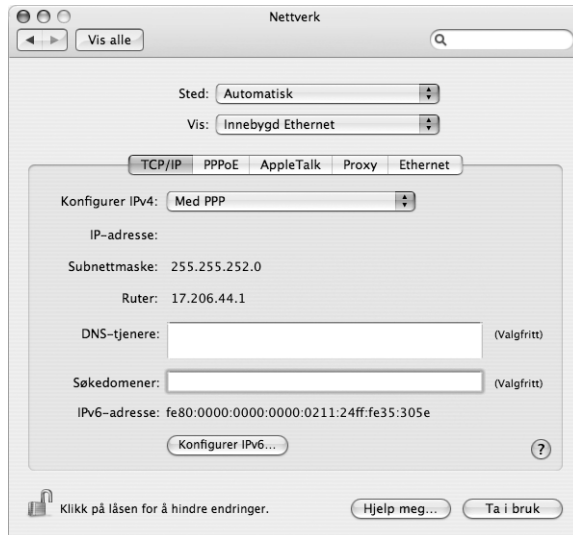 Nettverk
Vis alle
Sted: Automatisk
Vis: Innebygd Ethernet
TCP/IP PPPoE AppleTalk Proxy Ethernet
Konfigurer IPv4: Med PPP
IP-adresse:
Subnettmaske: 255.255.252.0
Ruter: 17.206.44.1
DNS-tjenere: (Valgfritt)
Søkedomener: (Valgfritt)
IPv6-adresse: fe80:0000:0000:0000:0211:24ff:fe35:305e
Konfigurer IPv6... ?
Klikk på låsen for å hindre endringer. Hjelp meg... Ta i bruk